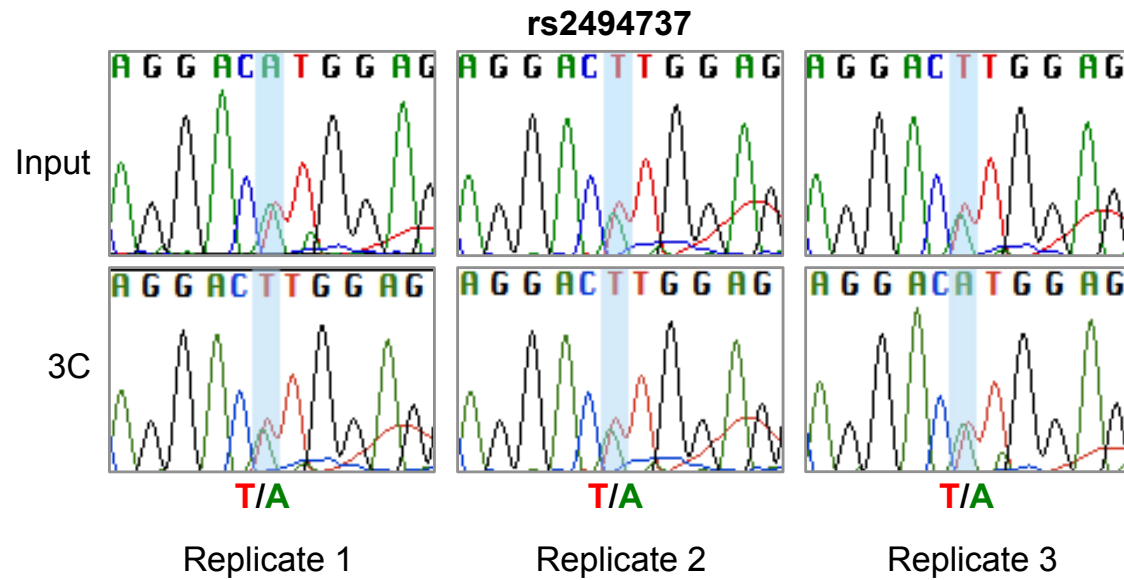 rs2494737
AGGACATGGAG AGGACTTGGAG AGGACTTGGAG
Input
AGGACTTGGAG AGGACTTGGAG AGGACATGGAG
3C
T/A T/A T/A
Replicate 1 Replicate 2 Replicate 3